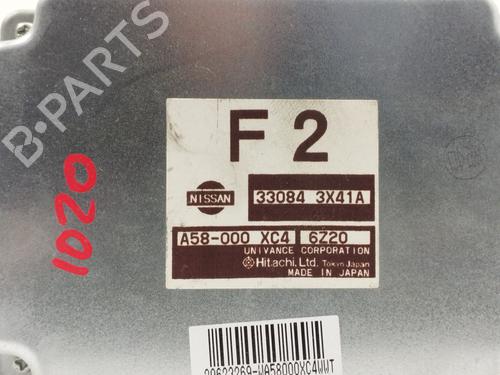 B-PARTS
F 2
NISSAN
33084 3X41A
A58-000 XC4 6Z20
UNIVANCE CORPORATION
Hitachi, Ltd. Tokyo Japan
MADE IN JAPAN
1020